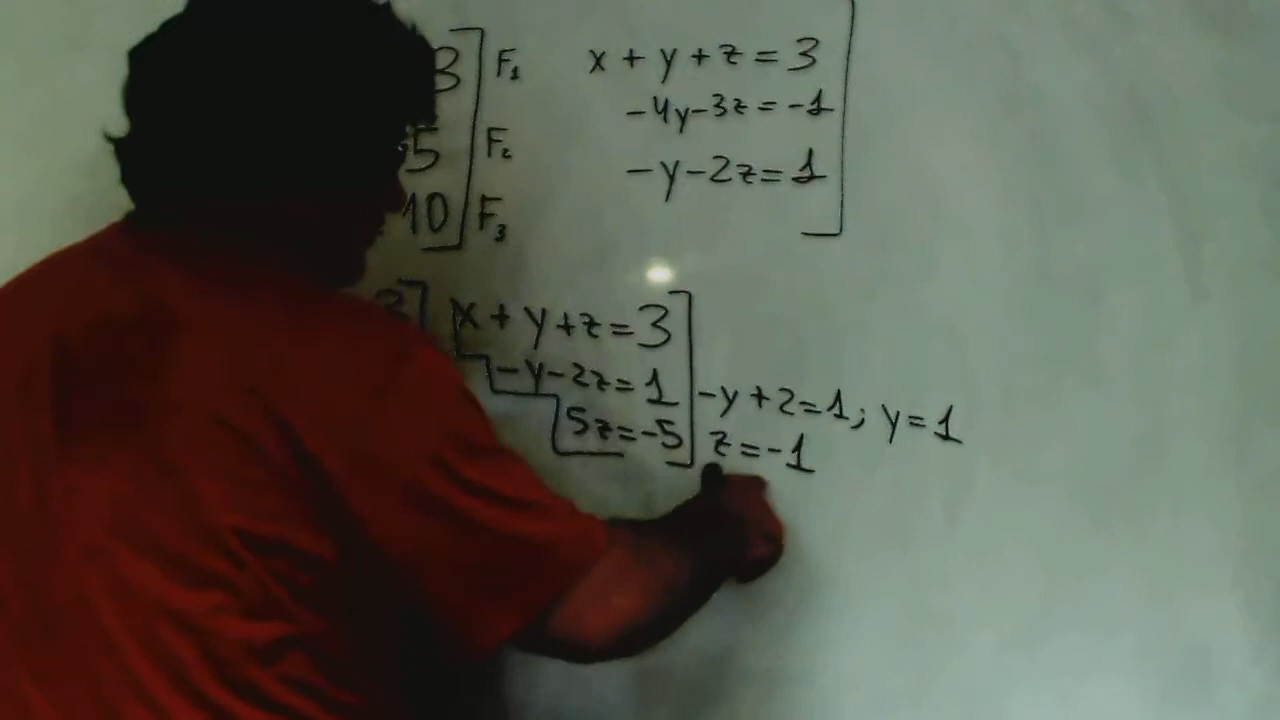 3 F₁ x + y + z = 3
-4y-3z = -1
5 F₂
-y-2z = 1
10 F₃
3 x + y + z = 3
-y-2z = 1 -y+2=1; y=1
5z=-5 z=-1